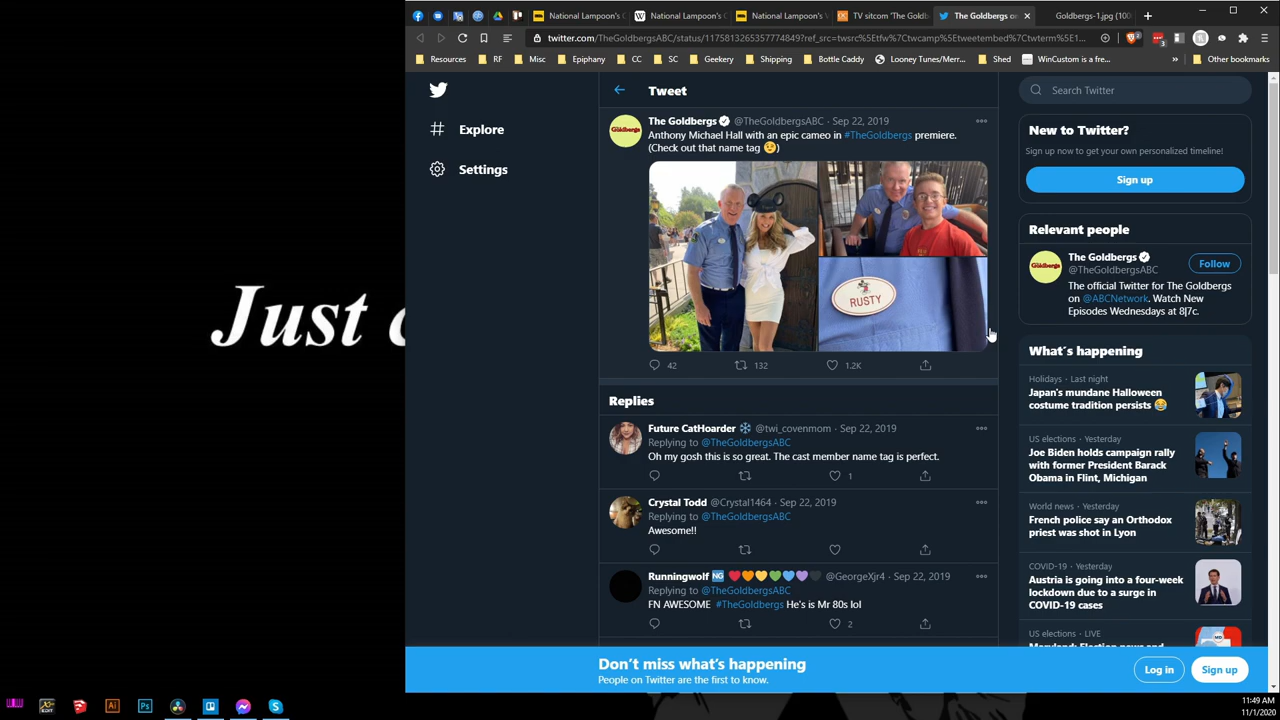 National Lampoon's C
National Lampoon's C
National Lampoon's V
TV sitcom 'The Goldb
The Goldbergs o
Goldbergs-1.jpg (100
twitter.com/TheGoldbergsABC/status/1175813265357774849?ref_src=twsrc%5Etfw%7Ctwcamp%5Etweetembed%7Ctwterm%5E1...
Resources
RF
Misc
Epiphany
CC
SC
Geekery
Shipping
Bottle Caddy
Looney Tunes/Merr...
Shed
WinCustom is a fre...
»
Other bookmarks
Explore
Settings
Just
Tweet
The Goldbergs @TheGoldbergsABC · Sep 22, 2019
Anthony Michael Hall with an epic cameo in #TheGoldbergs premiere.
(Check out that name tag 😉)
RUSTY
42
132
1.2K
Replies
Future CatHoarder ❄️ @twi_covenmom · Sep 22, 2019
Replying to @TheGoldbergsABC
Oh my gosh this is so great. The cast member name tag is perfect.
1
Crystal Todd @Crystal1464 · Sep 22, 2019
Replying to @TheGoldbergsABC
Awesome!!
Runningwolf 🆖 ❤️🧡💛💚💙💜🖤 @GeorgeXjr4 · Sep 22, 2019
Replying to @TheGoldbergsABC
FN AWESOME #TheGoldbergs He's is Mr 80s lol
2
Search Twitter
New to Twitter?
Sign up now to get your own personalized timeline!
Sign up
Relevant people
The Goldbergs
@TheGoldbergsABC
Follow
The official Twitter for The Goldbergs
on @ABCNetwork. Watch New
Episodes Wednesdays at 8|7c.
What's happening
Holidays · Last night
Japan's mundane Halloween
costume tradition persists 😂
US elections · Yesterday
Joe Biden holds campaign rally
with former President Barack
Obama in Flint, Michigan
World news · Yesterday
French police say an Orthodox
priest was shot in Lyon
COVID-19 · Yesterday
Austria is going into a four-week
lockdown due to a surge in
COVID-19 cases
US elections · LIVE
Maryland: Election news and
Don't miss what's happening
People on Twitter are the first to know.
Log in
Sign up
Ai
Ps
11:49 AM
11/1/2020